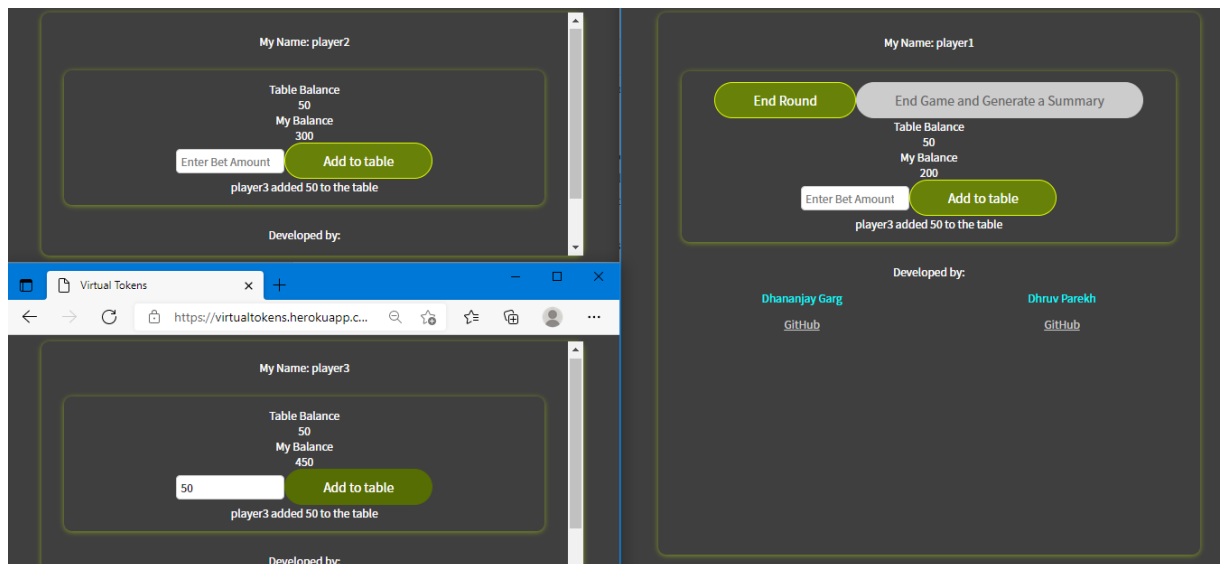 My Name: player2
Table Balance
50
My Balance
300
Enter Bet Amount
Add to table
player3 added 50 to the table
Developed by:
Virtual Tokens
https://virtualtokens.herokuapp.c...
My Name: player3
Table Balance
50
My Balance
450
50
Add to table
player3 added 50 to the table
Developed by:
My Name: player1
End Round
End Game and Generate a Summary
Table Balance
50
My Balance
200
Enter Bet Amount
Add to table
player3 added 50 to the table
Developed by:
Dhananjay Garg
Dhruv Parekh
GitHub
GitHub